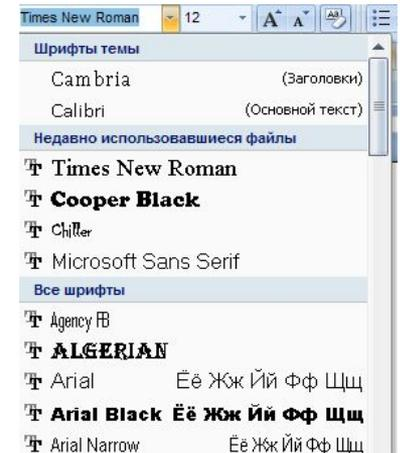 Times New Roman 12
Шрифты темы
Cambria (Заголовки)
Calibri (Основной текст)
Недавно использовавшиеся файлы
Times New Roman
Cooper Black
Chiller
Microsoft Sans Serif
Все шрифты
Agency FB
ALGERIAN
Arial Ёё Жж Йй Фф Щщ
Arial Black Ёё Жж Йй Фф Щщ
Arial Narrow Ёё Жж Йй Фф Щщ